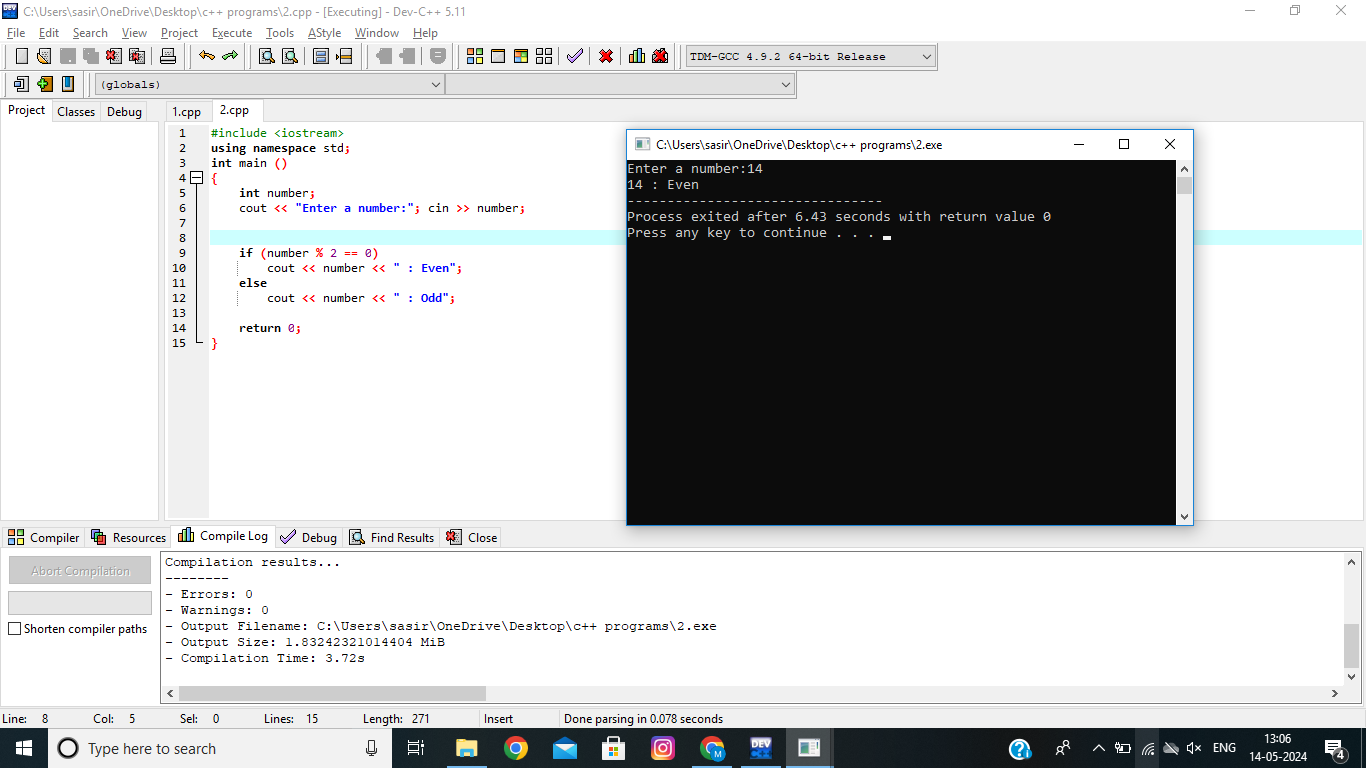 C:\Users\sasir\OneDrive\Desktop\c++ programs\2.cpp - [Executing] - Dev-C++ 5.11
File Edit Search View Project Execute Tools AStyle Window Help
TDM-GCC 4.9.2 64-bit Release
(globals)
Project Classes Debug 1.cpp 2.cpp
1 #include <iostream>
2 using namespace std;
3 int main ()
4 {
5 int number;
6 cout << "Enter a number:"; cin >> number;
7
8
9 if (number % 2 == 0)
10 cout << number << " : Even";
11 else
12 cout << number << " : Odd";
13
14 return 0;
15 }
C:\Users\sasir\OneDrive\Desktop\c++ programs\2.exe
Enter a number:14
14 : Even
--------------------------------
Process exited after 6.43 seconds with return value 0
Press any key to continue . . .
Compiler Resources Compile Log Debug Find Results Close
Abort Compilation
Shorten compiler paths
Compilation results...
--------
- Errors: 0
- Warnings: 0
- Output Filename: C:\Users\sasir\OneDrive\Desktop\c++ programs\2.exe
- Output Size: 1.83242321014404 MiB
- Compilation Time: 3.72s
Line: 8 Col: 5 Sel: 0 Lines: 15 Length: 271 Insert Done parsing in 0.078 seconds
Type here to search
M
DEV
ENG
13:06
14-05-2024
4